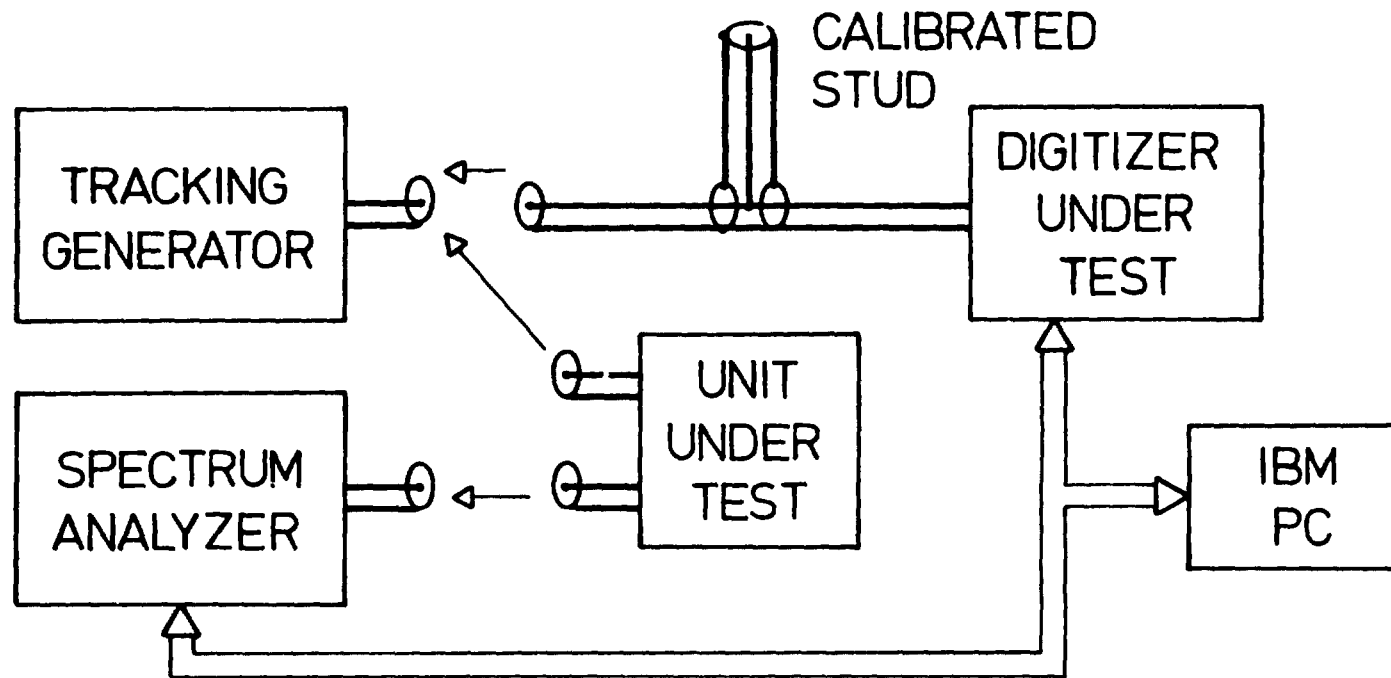 CALIBRATED
STUD
TRACKING
GENERATOR
DIGITIZER
UNDER
TEST
UNIT
UNDER
TEST
SPECTRUM
ANALYZER
IBM
PC